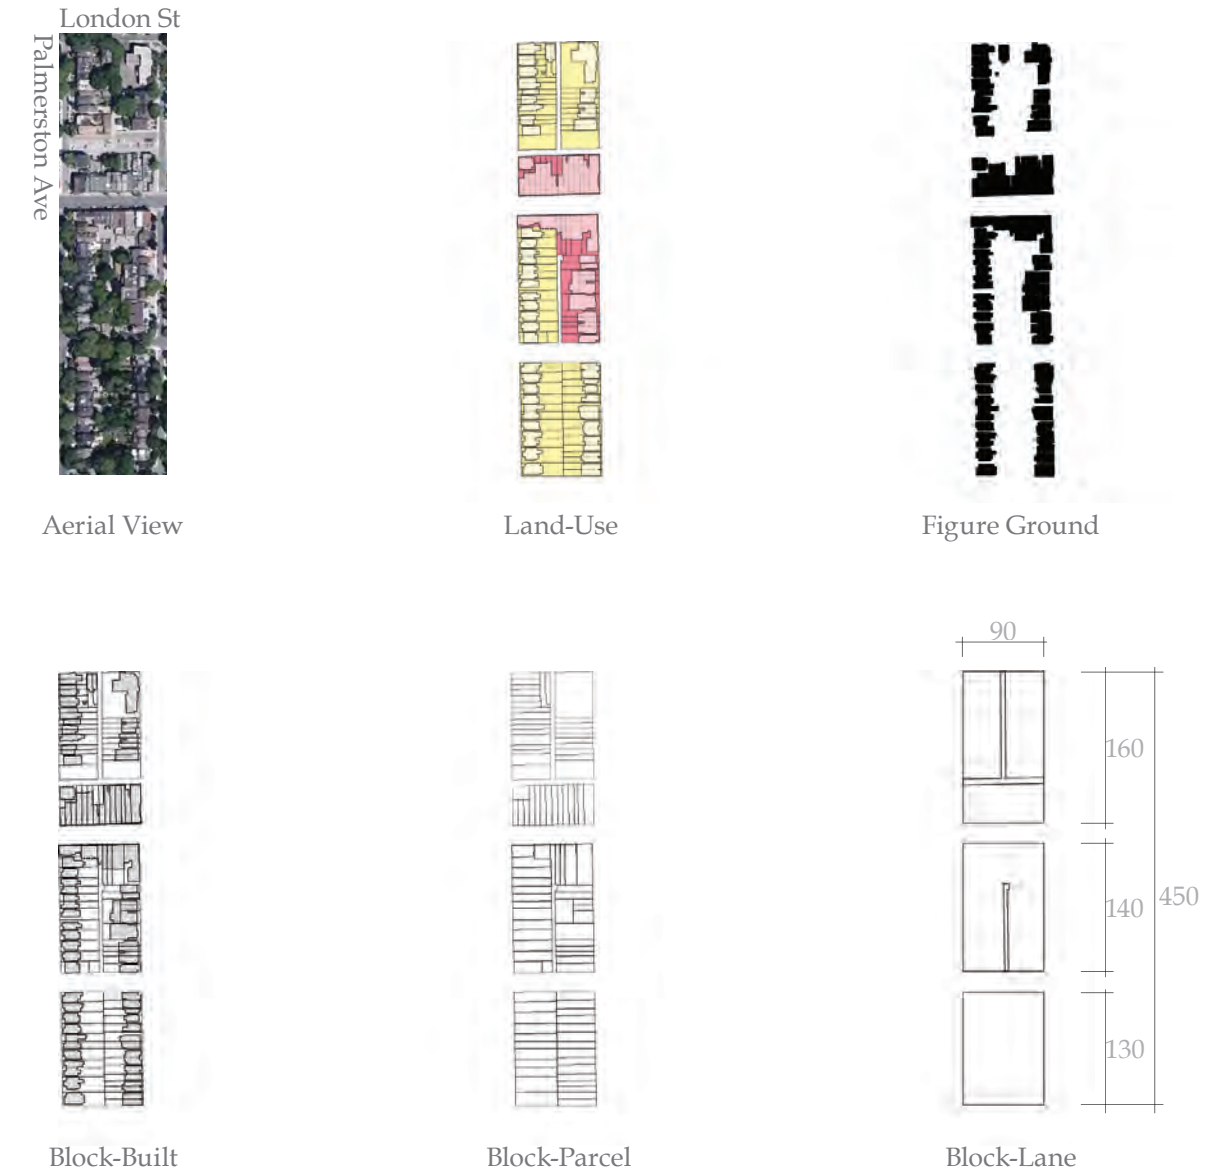 London St
Palmerston Ave
Aerial View
Land-Use
Figure Ground
90
160
140
450
130
Block-Built
Block-Parcel
Block-Lane